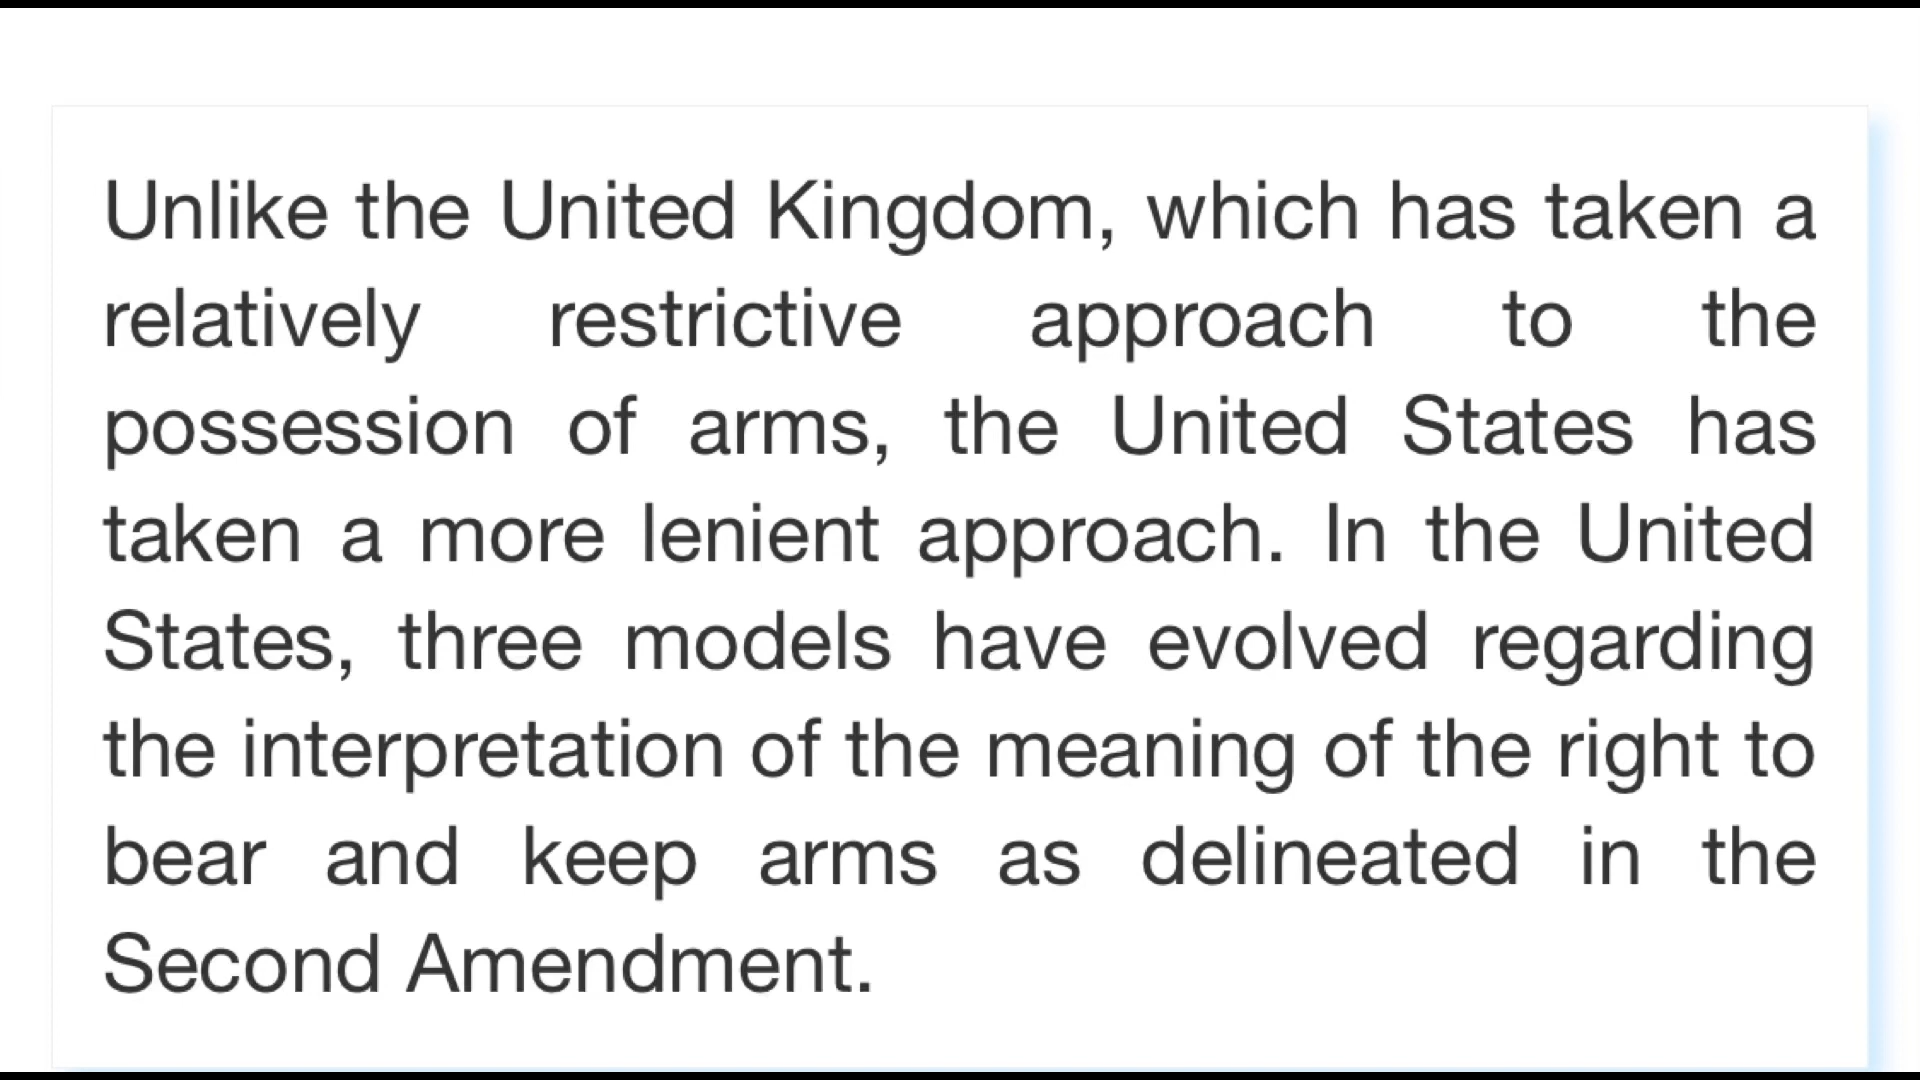 Unlike the United Kingdom, which has taken a
relatively restrictive approach to the
possession of arms, the United States has
taken a more lenient approach. In the United
States, three models have evolved regarding
the interpretation of the meaning of the right to
bear and keep arms as delineated in the
Second Amendment.